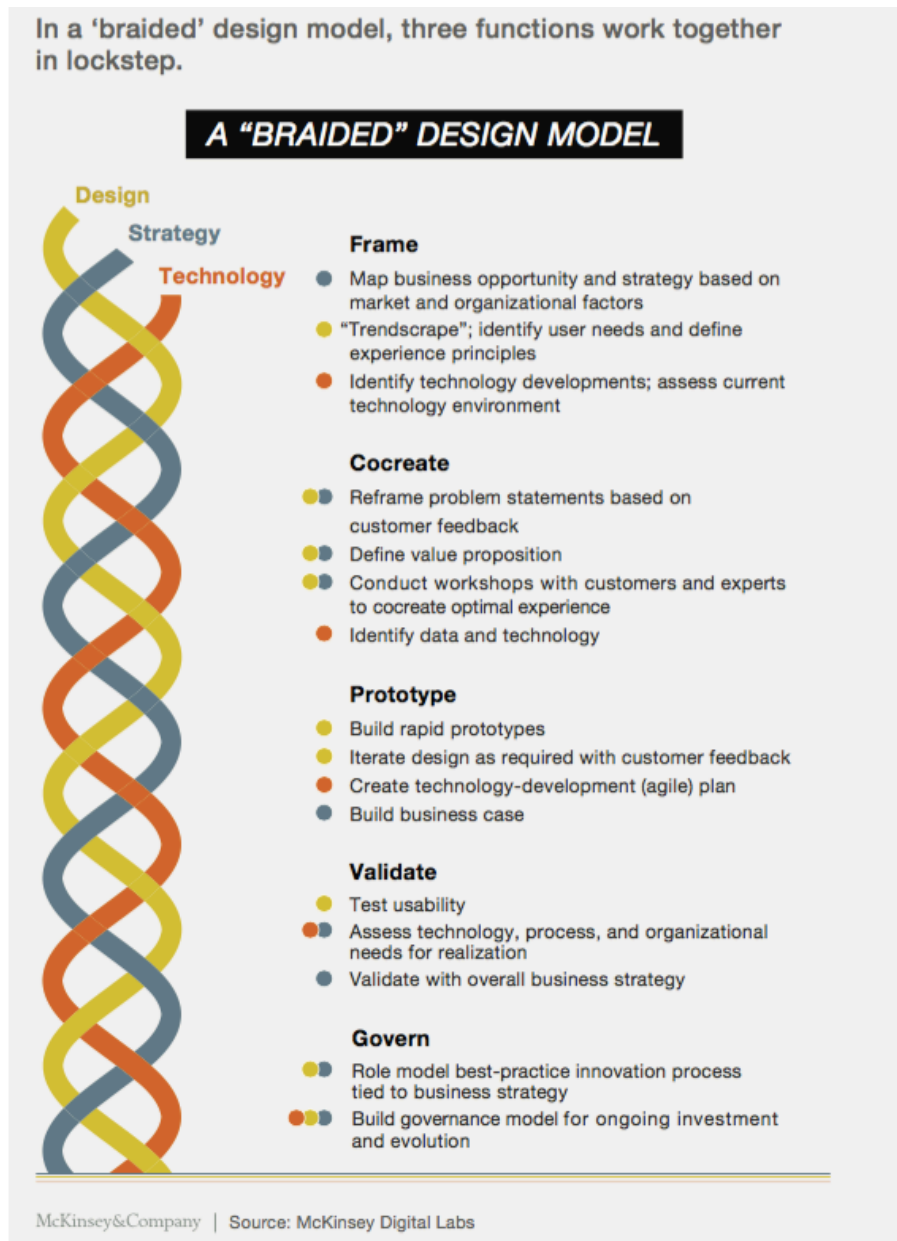 In a ‘braided’ design model, three functions work together
in lockstep.
A “BRAIDED” DESIGN MODEL
Design
Strategy
Technology
Frame
Map business opportunity and strategy based on
market and organizational factors
“Trendscrape”; identify user needs and define
experience principles
Identify technology developments; assess current
technology environment
Cocreate
Reframe problem statements based on
customer feedback
Define value proposition
Conduct workshops with customers and experts
to cocreate optimal experience
Identify data and technology
Prototype
Build rapid prototypes
Iterate design as required with customer feedback
Create technology-development (agile) plan
Build business case
Validate
Test usability
Assess technology, process, and organizational
needs for realization
Validate with overall business strategy
Govern
Role model best-practice innovation process
tied to business strategy
Build governance model for ongoing investment
and evolution
McKinsey&Company | Source: McKinsey Digital Labs